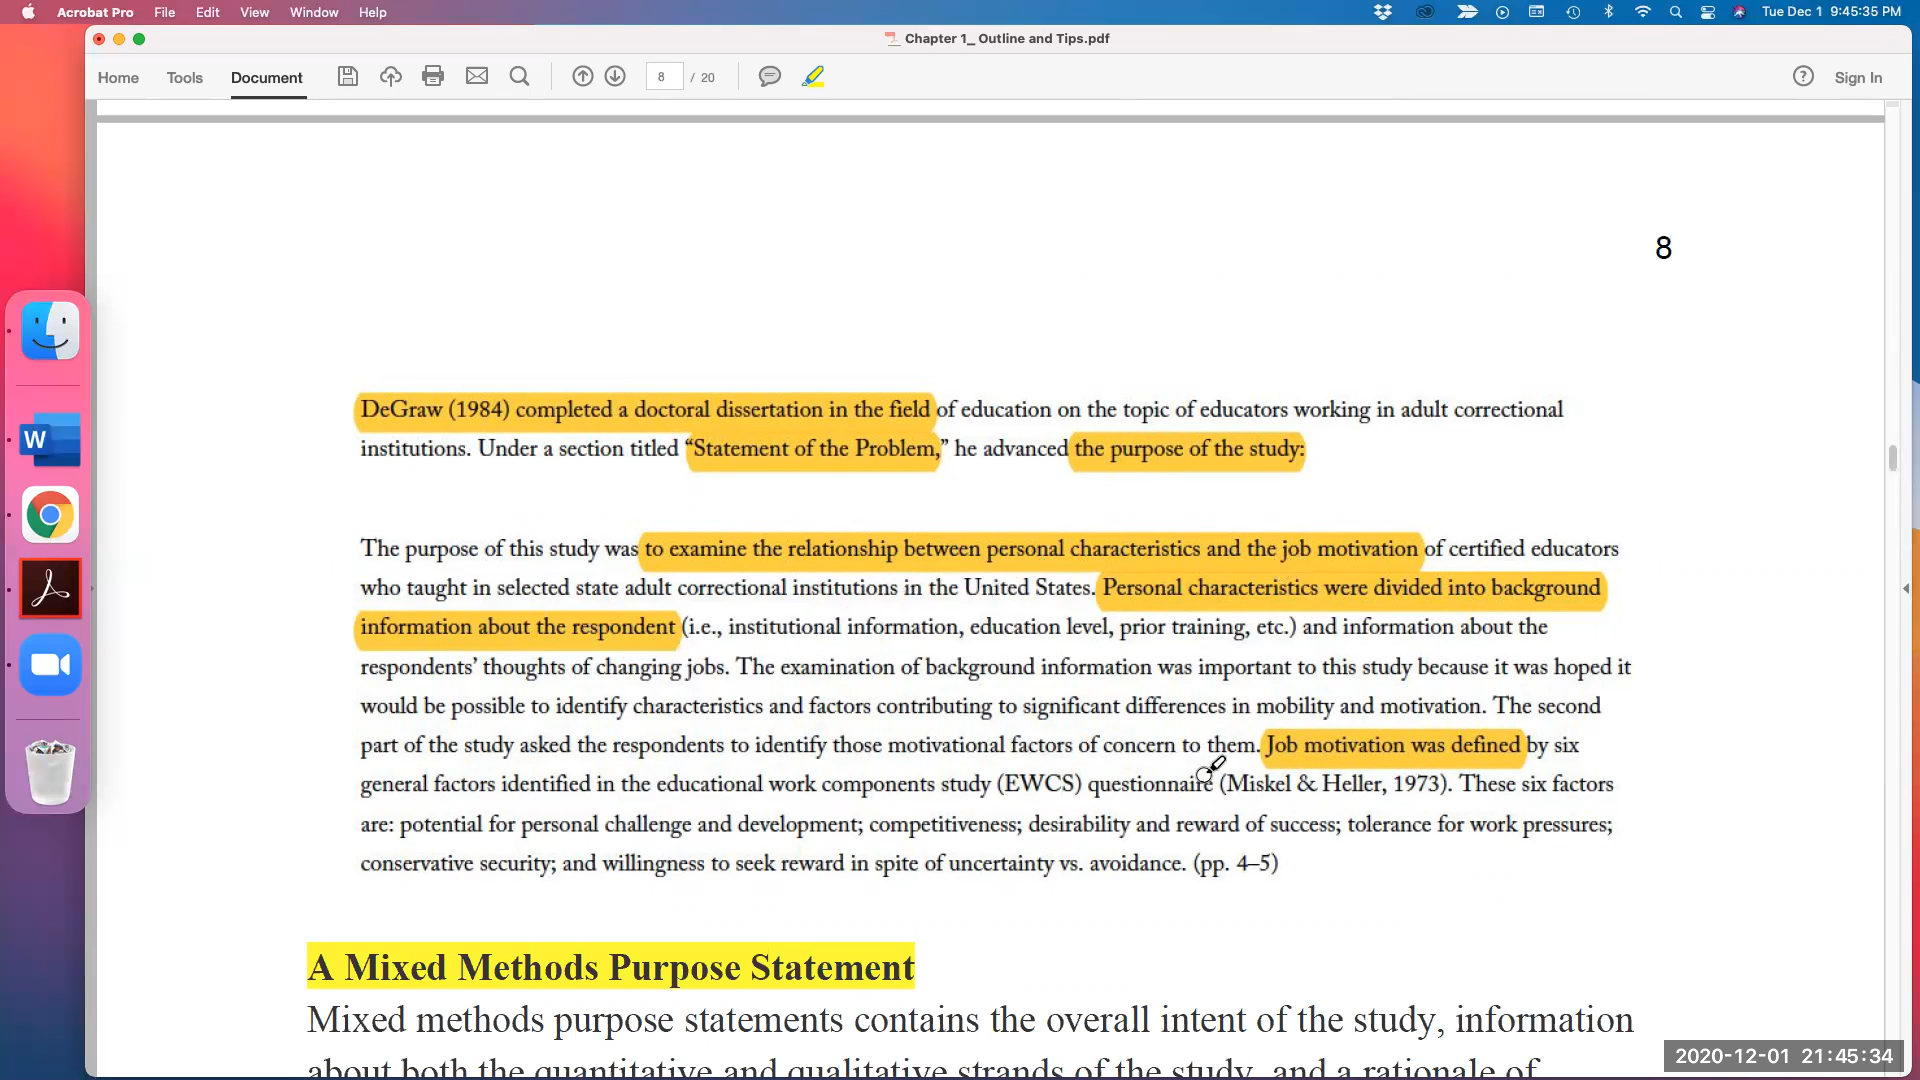 Acrobat Pro File Edit View Window Help Tue Dec 1 9:45:35 PM
Chapter 1_ Outline and Tips.pdf
Home Tools Document 8 / 20 Sign In
8
DeGraw (1984) completed a doctoral dissertation in the field of education on the topic of educators working in adult correctional
institutions. Under a section titled “Statement of the Problem,” he advanced the purpose of the study:
The purpose of this study was to examine the relationship between personal characteristics and the job motivation of certified educators
who taught in selected state adult correctional institutions in the United States. Personal characteristics were divided into background
information about the respondent (i.e., institutional information, education level, prior training, etc.) and information about the
respondents’ thoughts of changing jobs. The examination of background information was important to this study because it was hoped it
would be possible to identify characteristics and factors contributing to significant differences in mobility and motivation. The second
part of the study asked the respondents to identify those motivational factors of concern to them. Job motivation was defined by six
general factors identified in the educational work components study (EWCS) questionnaire (Miskel & Heller, 1973). These six factors
are: potential for personal challenge and development; competitiveness; desirability and reward of success; tolerance for work pressures;
conservative security; and willingness to seek reward in spite of uncertainty vs. avoidance. (pp. 4–5)
A Mixed Methods Purpose Statement
Mixed methods purpose statements contains the overall intent of the study, information
about both the quantitative and qualitative strands of the study, and a rationale of
W
2020-12-01 21:45:34